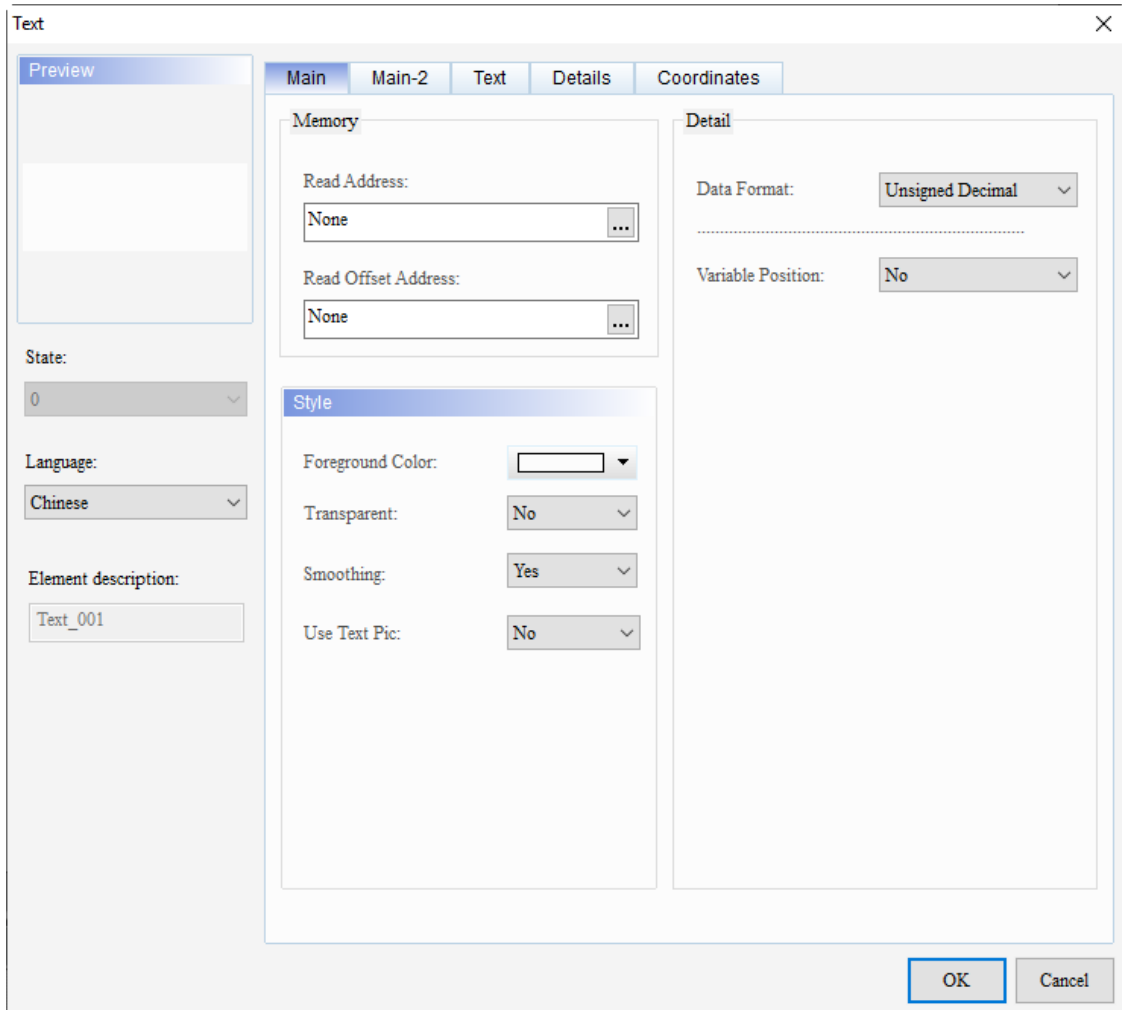 Text
Preview
State:
0
Language:
Chinese
Element description:
Text_001
Main
Main-2
Text
Details
Coordinates
Memory
Read Address:
None
...
Read Offset Address:
None
...
Style
Foreground Color:
Transparent:
No
Smoothing:
Yes
Use Text Pic:
No
Detail
Data Format:
Unsigned Decimal
Variable Position:
No
OK
Cancel